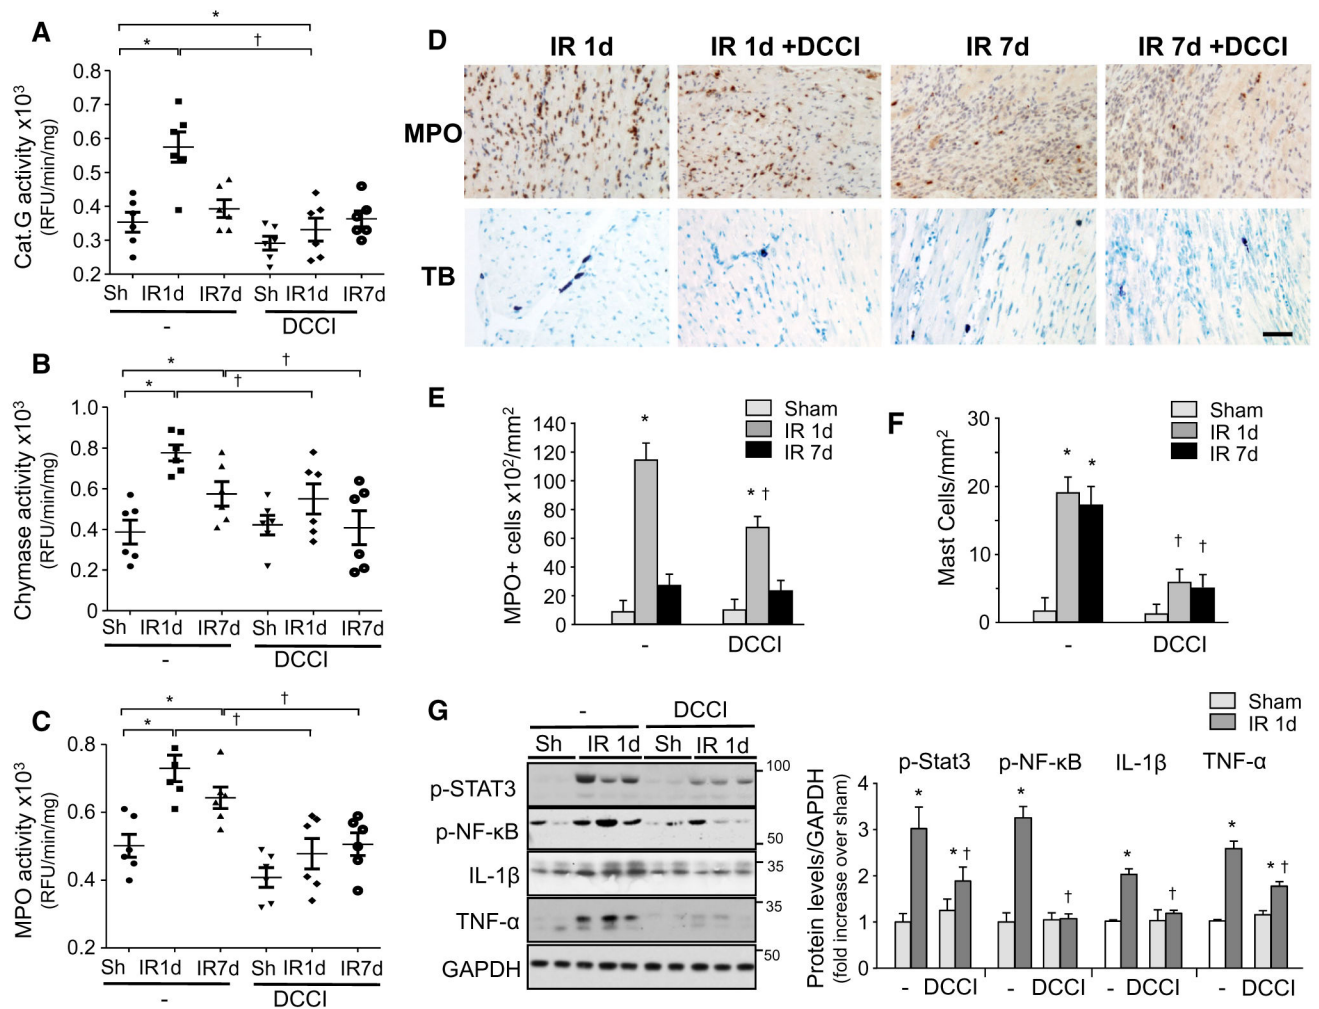 A
*
*
†
Cat.G activity x10³
(RFU/min/mg)
0.8
0.7
0.6
0.5
0.4
0.3
0.2
Sh IR1d IR7d Sh IR1d IR7d
- DCCI
B
*
†
*
†
Chymase activity x10³
(RFU/min/mg)
1.0
0.8
0.6
0.4
0.2
0
Sh IR1d IR7d Sh IR1d IR7d
- DCCI
C
*
†
*
†
MPO activity x10³
(RFU/min/mg)
0.8
0.6
0.4
0.2
Sh IR1d IR7d Sh IR1d IR7d
- DCCI
D
IR 1d IR 1d +DCCI IR 7d IR 7d +DCCI
MPO
TB
E
MPO+ cells x10²/mm²
140
120
100
80
60
40
20
0
Sham
IR 1d
IR 7d
*
* †
- DCCI
F
Mast Cells/mm²
30
20
10
0
Sham
IR 1d
IR 7d
* *
† †
- DCCI
G
- DCCI
Sh IR 1d Sh IR 1d
p-STAT3
p-NF-κB
IL-1β
TNF-α
GAPDH
100
50
35
35
50
Sham
IR 1d
p-Stat3 p-NF-κB IL-1β TNF-α
Protein levels/GAPDH
(fold increase over sham)
4
3
2
1
0
* * † * † * † * * †
- DCCI - DCCI - DCCI - DCCI